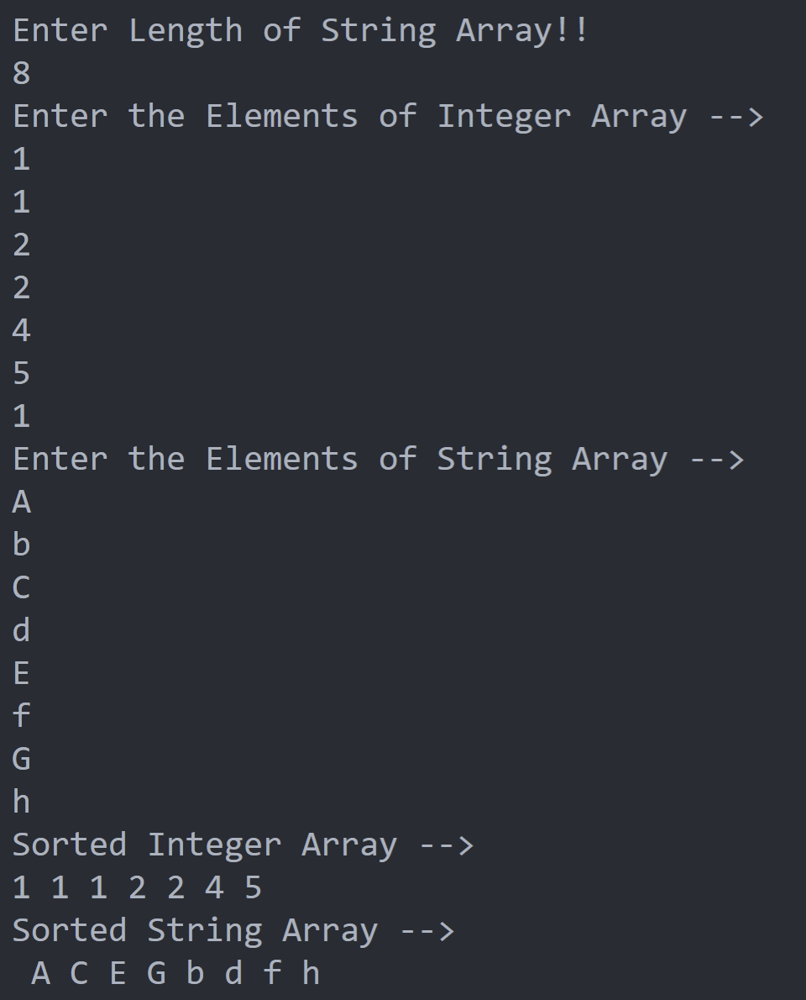 Enter Length of String Array!!
8
Enter the Elements of Integer Array -->
1
1
2
2
4
5
1
Enter the Elements of String Array -->
A
b
C
d
E
f
G
h
Sorted Integer Array -->
1 1 1 2 2 4 5
Sorted String Array -->
 A C E G b d f h